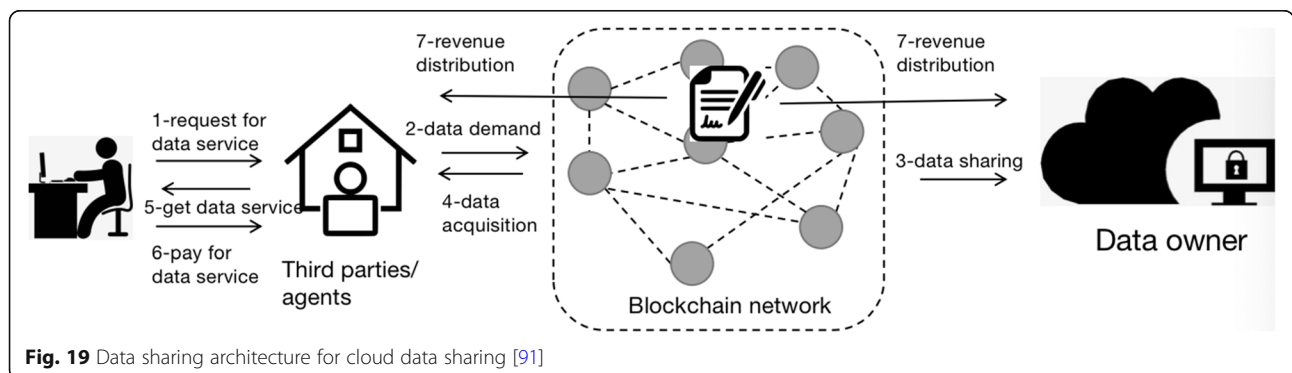 7-revenue
distribution
7-revenue
distribution
1-request for
data service
2-data demand
3-data sharing
5-get data service
4-data
acquisition
6-pay for
data service
Third parties/
agents
Blockchain network
Data owner
Fig. 19 Data sharing architecture for cloud data sharing [91]